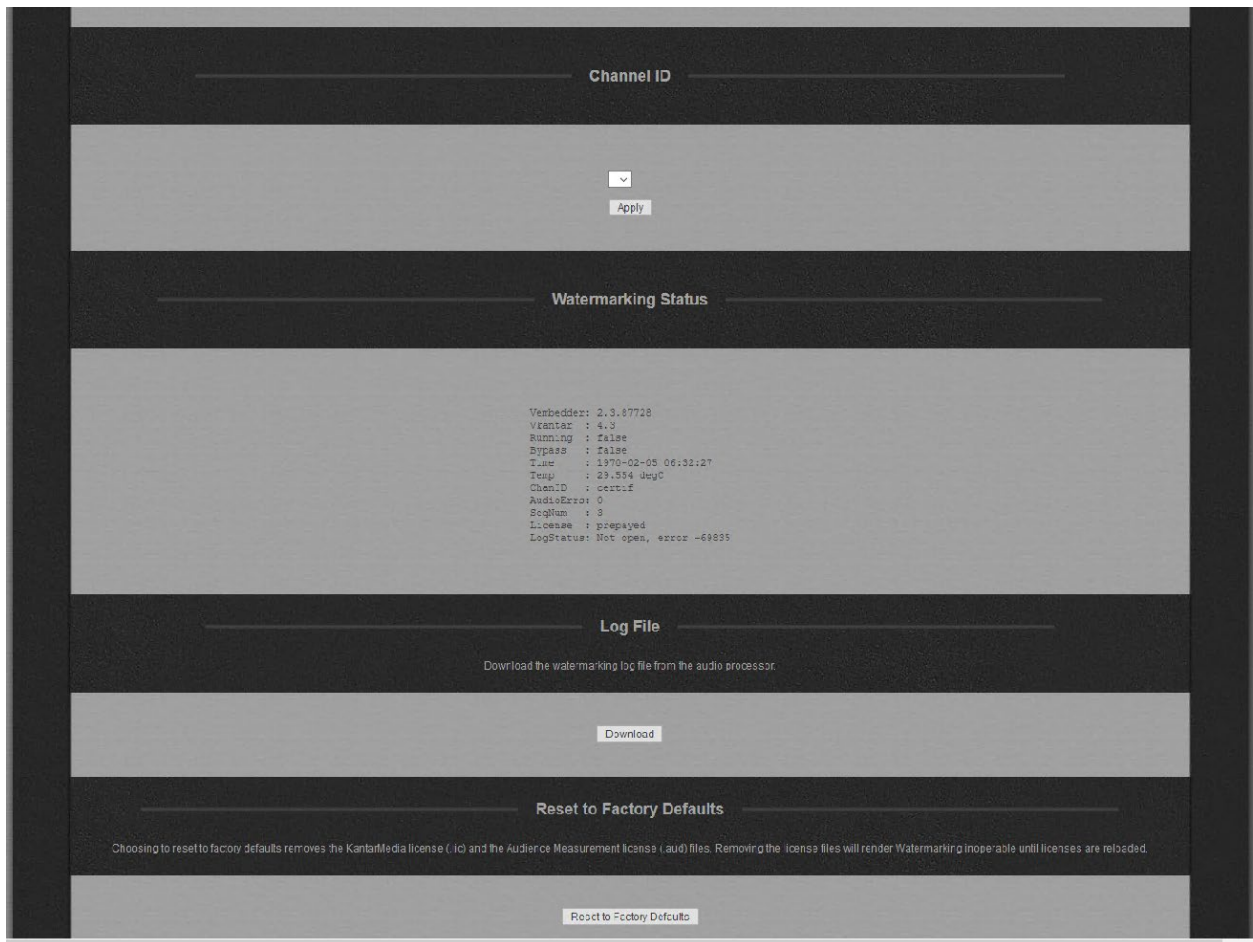 Channel ID
Apply
Watermarking Status
Vembedder: 2.3.87728
Vkantar : 4.3
Running : false
Bypass : false
Time : 1970-02-05 06:32:27
Temp : 29.554 degC
ChanID : certif
AudioError 0
SeqNum : 3
License : prepayed
LogStatus: Not open, error -69835
Log File
Download the watermarking log file from the audio processor.
Download
Reset to Factory Defaults
Choosing to reset to factory defaults removes the KantarMedia license (.lic) and the Audience Measurement license (.aud) files. Removing the license files will render Watermarking inoperable until licenses are reloaded.
Reset to Factory Defaults